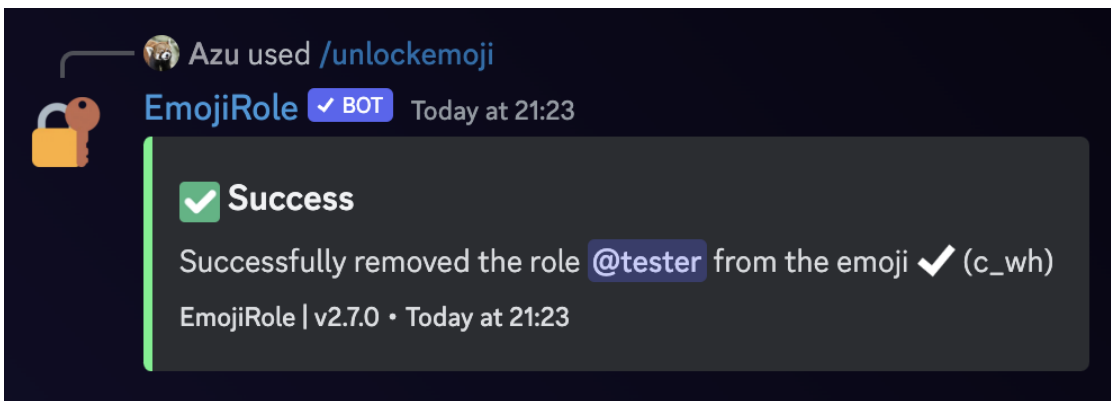 Azu used /unlockemoji
EmojiRole ✓ BOT Today at 21:23
✅ Success
Successfully removed the role @tester from the emoji ✔ (c_wh)
EmojiRole | v2.7.0 • Today at 21:23